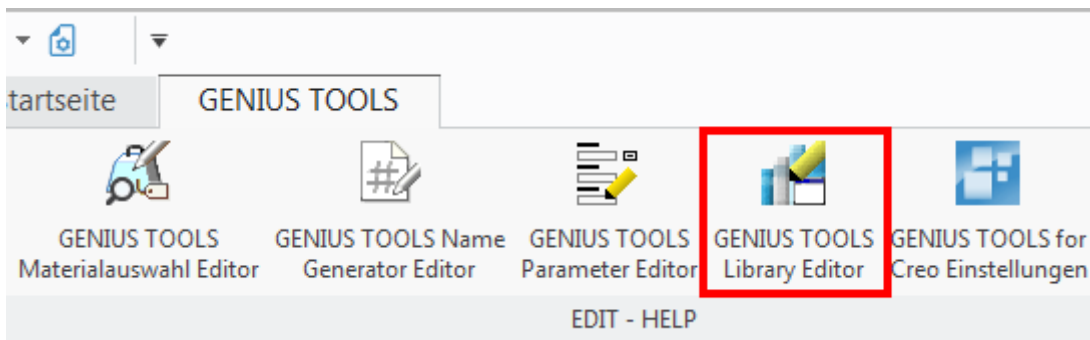 tartseite GENIUS TOOLS
GENIUS TOOLS GENIUS TOOLS Name GENIUS TOOLS GENIUS TOOLS GENIUS TOOLS for
Materialauswahl Editor Generator Editor Parameter Editor Library Editor Creo Einstellungen
EDIT - HELP